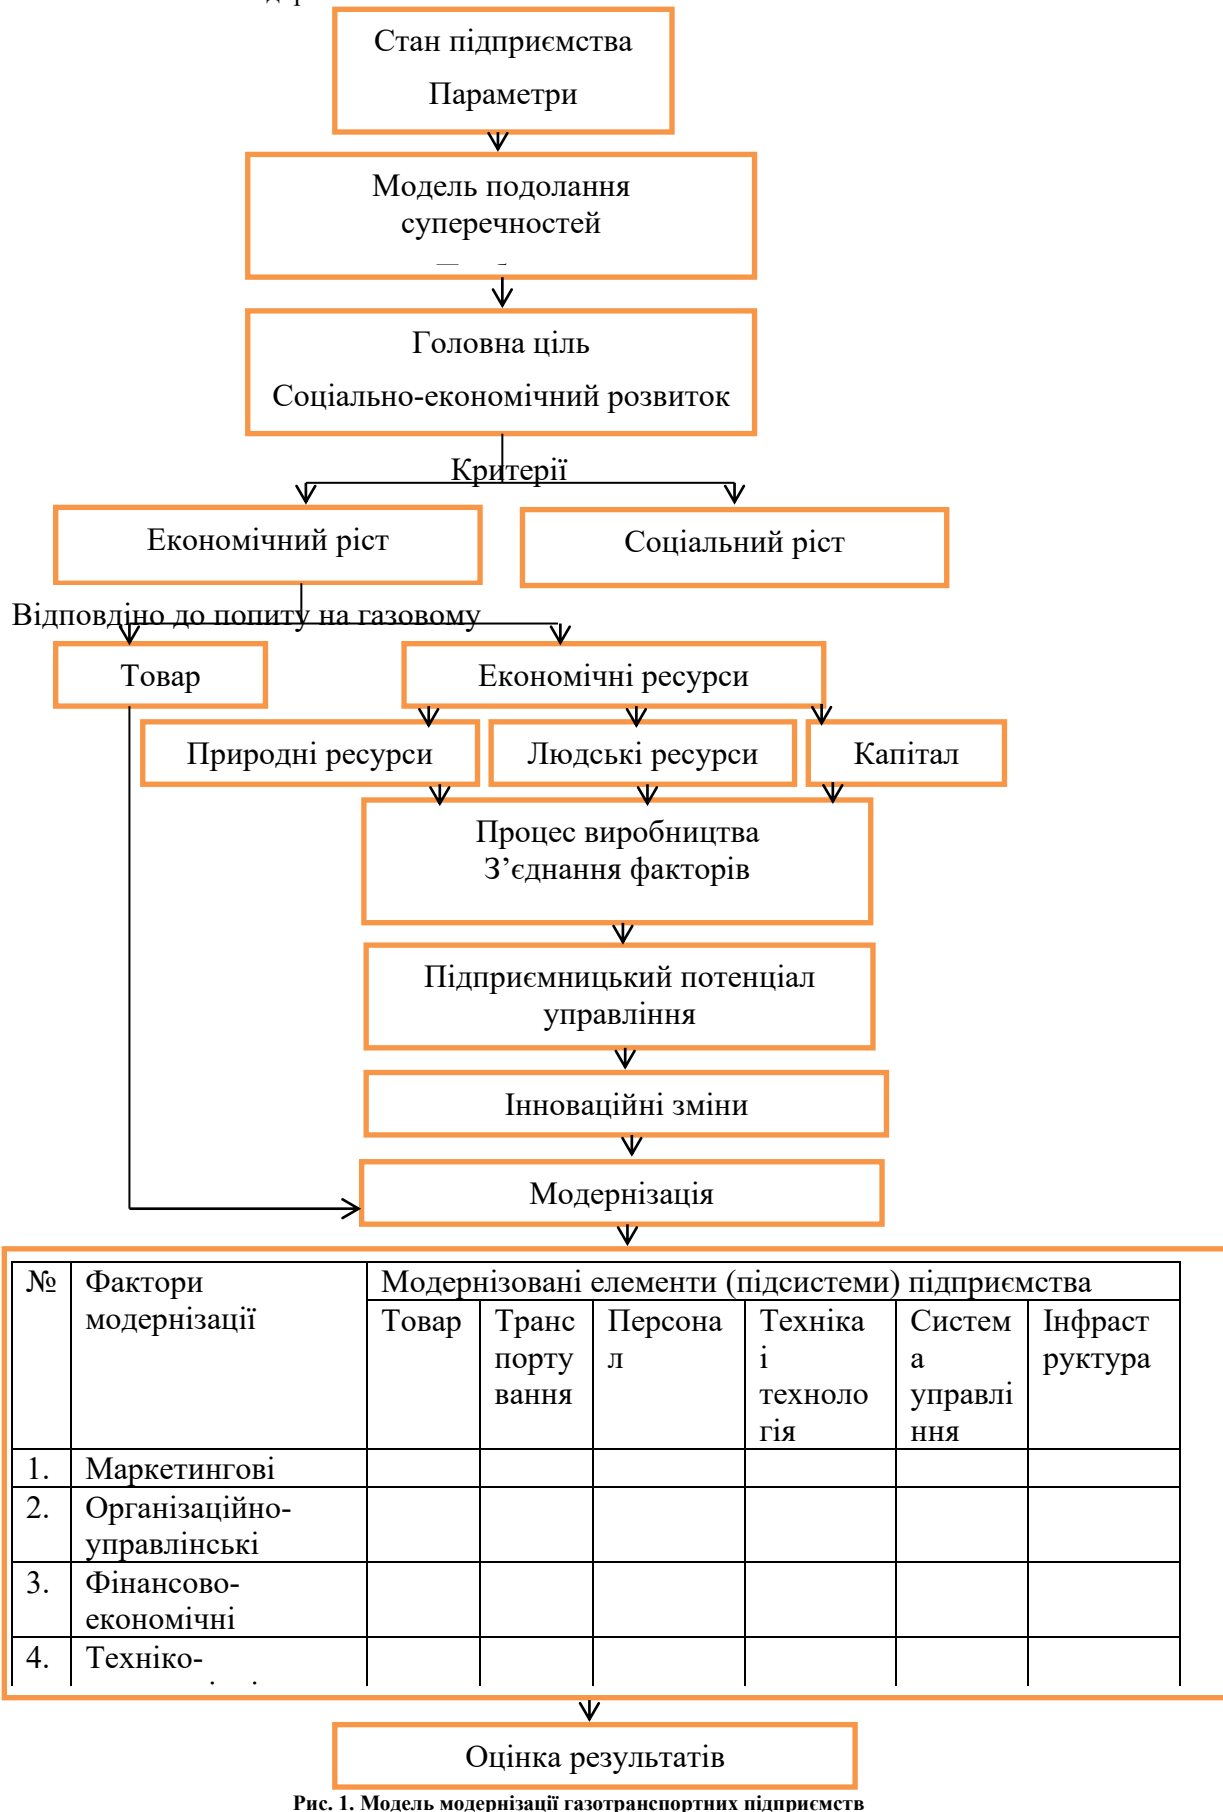 Стан підприємства
Параметри
Модель подолання
суперечностей
Головна ціль
Соціально-економічний розвиток
Критерії
Економічний ріст
Соціальний ріст
Відповдіно до попиту на газовому
Товар
Економічні ресурси
Природні ресурси
Людські ресурси
Капітал
Процес виробництва
З’єднання факторів
Підприємницький потенціал
управління
Інноваційні зміни
Модернізація
№
Фактори
модернізації
Модернізовані елементи (підсистеми) підприємства
Товар
Транс
порту
вання
Персона
л
Техніка
і
техноло
гія
Систем
а
управлі
ння
Інфраст
руктура
1. Маркетингові
2. Організаційно-
управлінські
3. Фінансово-
економічні
4. Техніко-
Оцінка результатів
Рис. 1. Модель модернізації газотранспортних підприємств